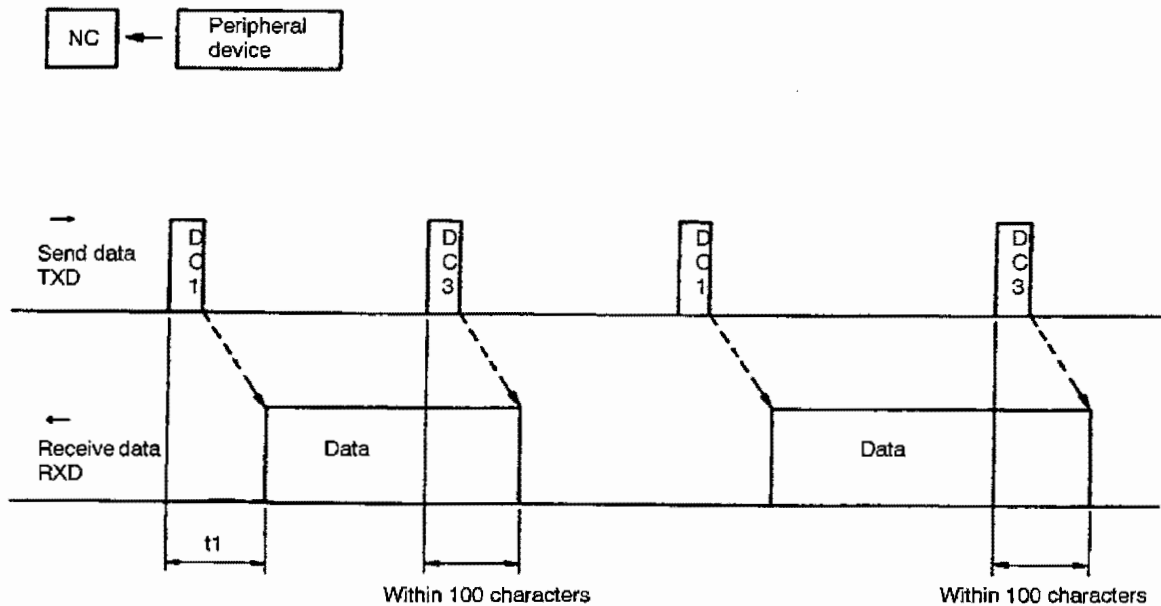 NC
Peripheral
device
Send data
TXD
D
C
1
D
C
3
D
C
1
D
C
3
Receive data
RXD
Data
Data
t1
Within 100 characters
Within 100 characters